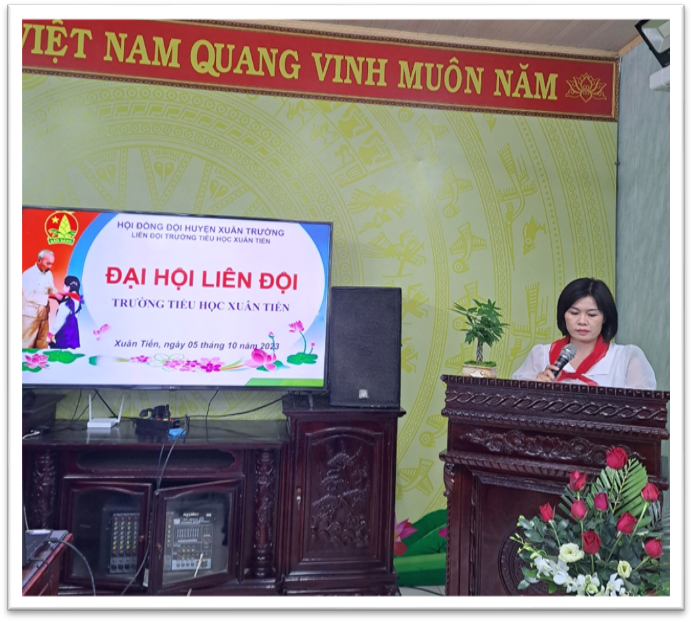 VIỆT NAM QUANG VINH MUÔN NĂM
HỘI ĐỒNG ĐỘI HUYỆN XUÂN TRƯỜNG
LIÊN ĐỘI TRƯỜNG TIỂU HỌC XUÂN TIẾN
ĐẠI HỘI LIÊN ĐỘI
TRƯỜNG TIỂU HỌC XUÂN TIẾN
Xuân Tiến, ngày 05 tháng 10 năm 2023